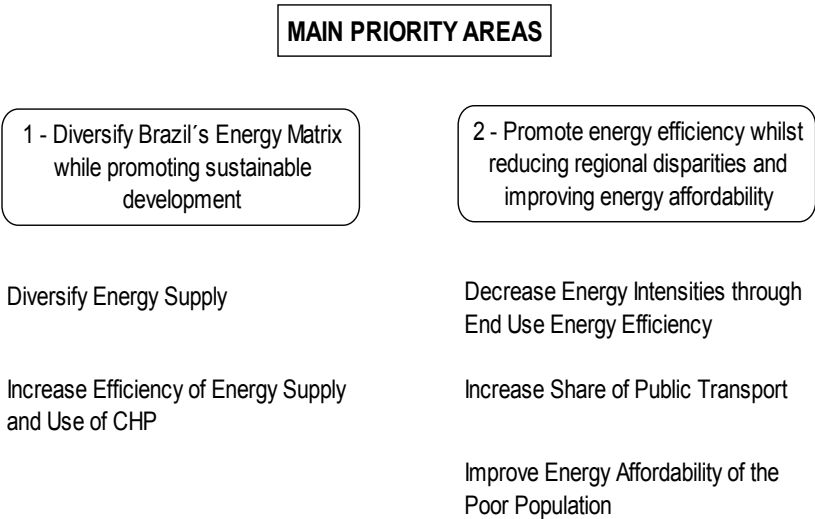 MAIN PRIORITY AREAS
1 - Diversify Brazil´s Energy Matrix
while promoting sustainable
development
2 - Promote energy efficiency whilst
reducing regional disparities and
improving energy affordability
Diversify Energy Supply
Increase Efficiency of Energy Supply
and Use of CHP
Decrease Energy Intensities through
End Use Energy Efficiency
Increase Share of Public Transport
Improve Energy Affordability of the
Poor Population